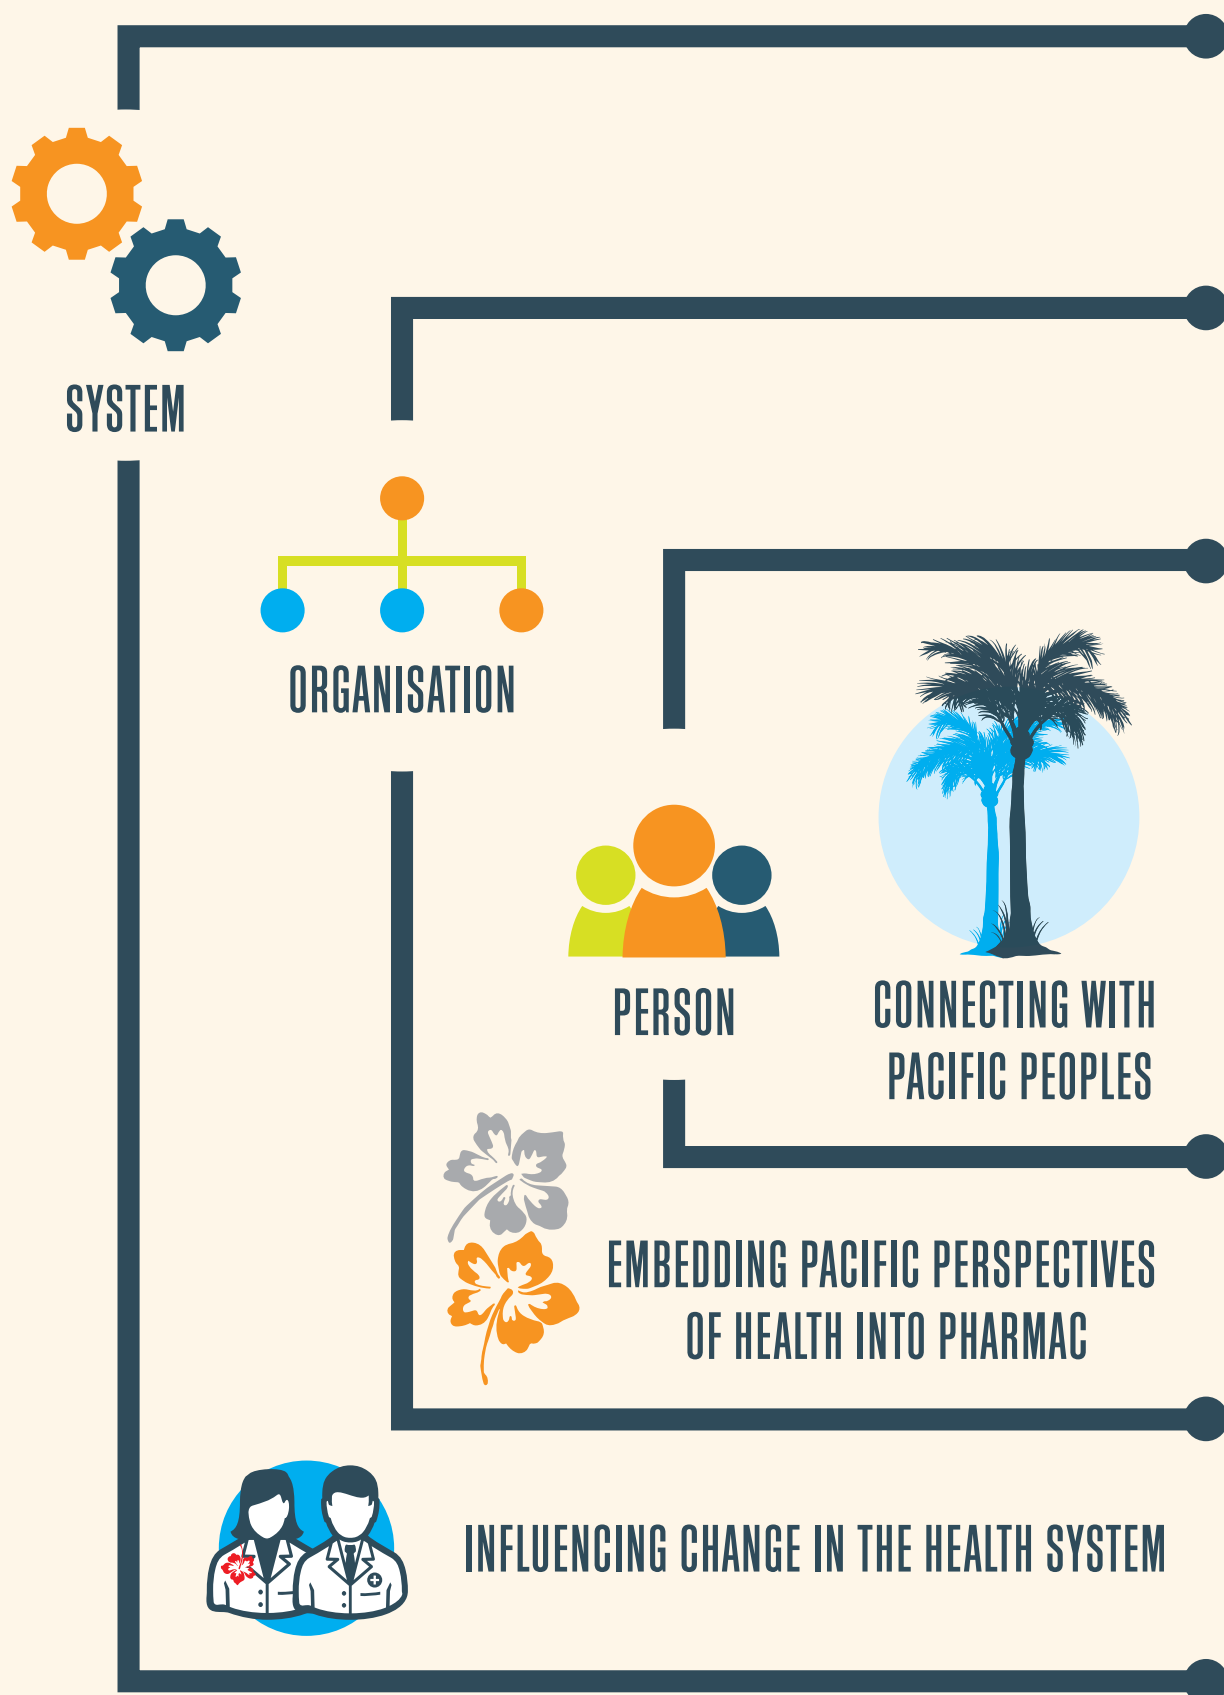 SYSTEM
ORGANISATION
PERSON
CONNECTING WITH
PACIFIC PEOPLES
EMBEDDING PACIFIC PERSPECTIVES
OF HEALTH INTO PHARMAC
INFLUENCING CHANGE IN THE HEALTH SYSTEM